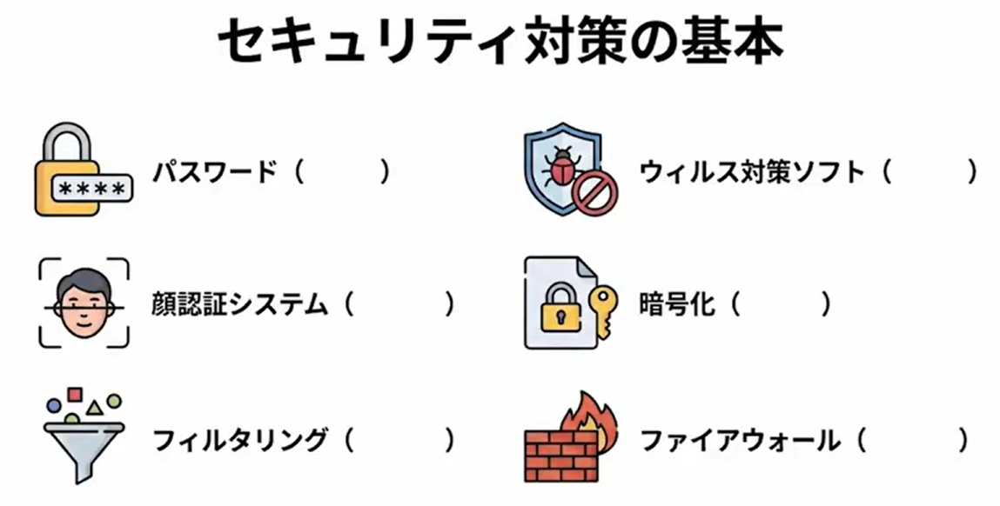 セキュリティ対策の基本
****
パスワード（　　　）
ウィルス対策ソフト（　　　）
顔認証システム（　　　）
暗号化（　　　）
フィルタリング（　　　）
ファイアウォール（　　　）